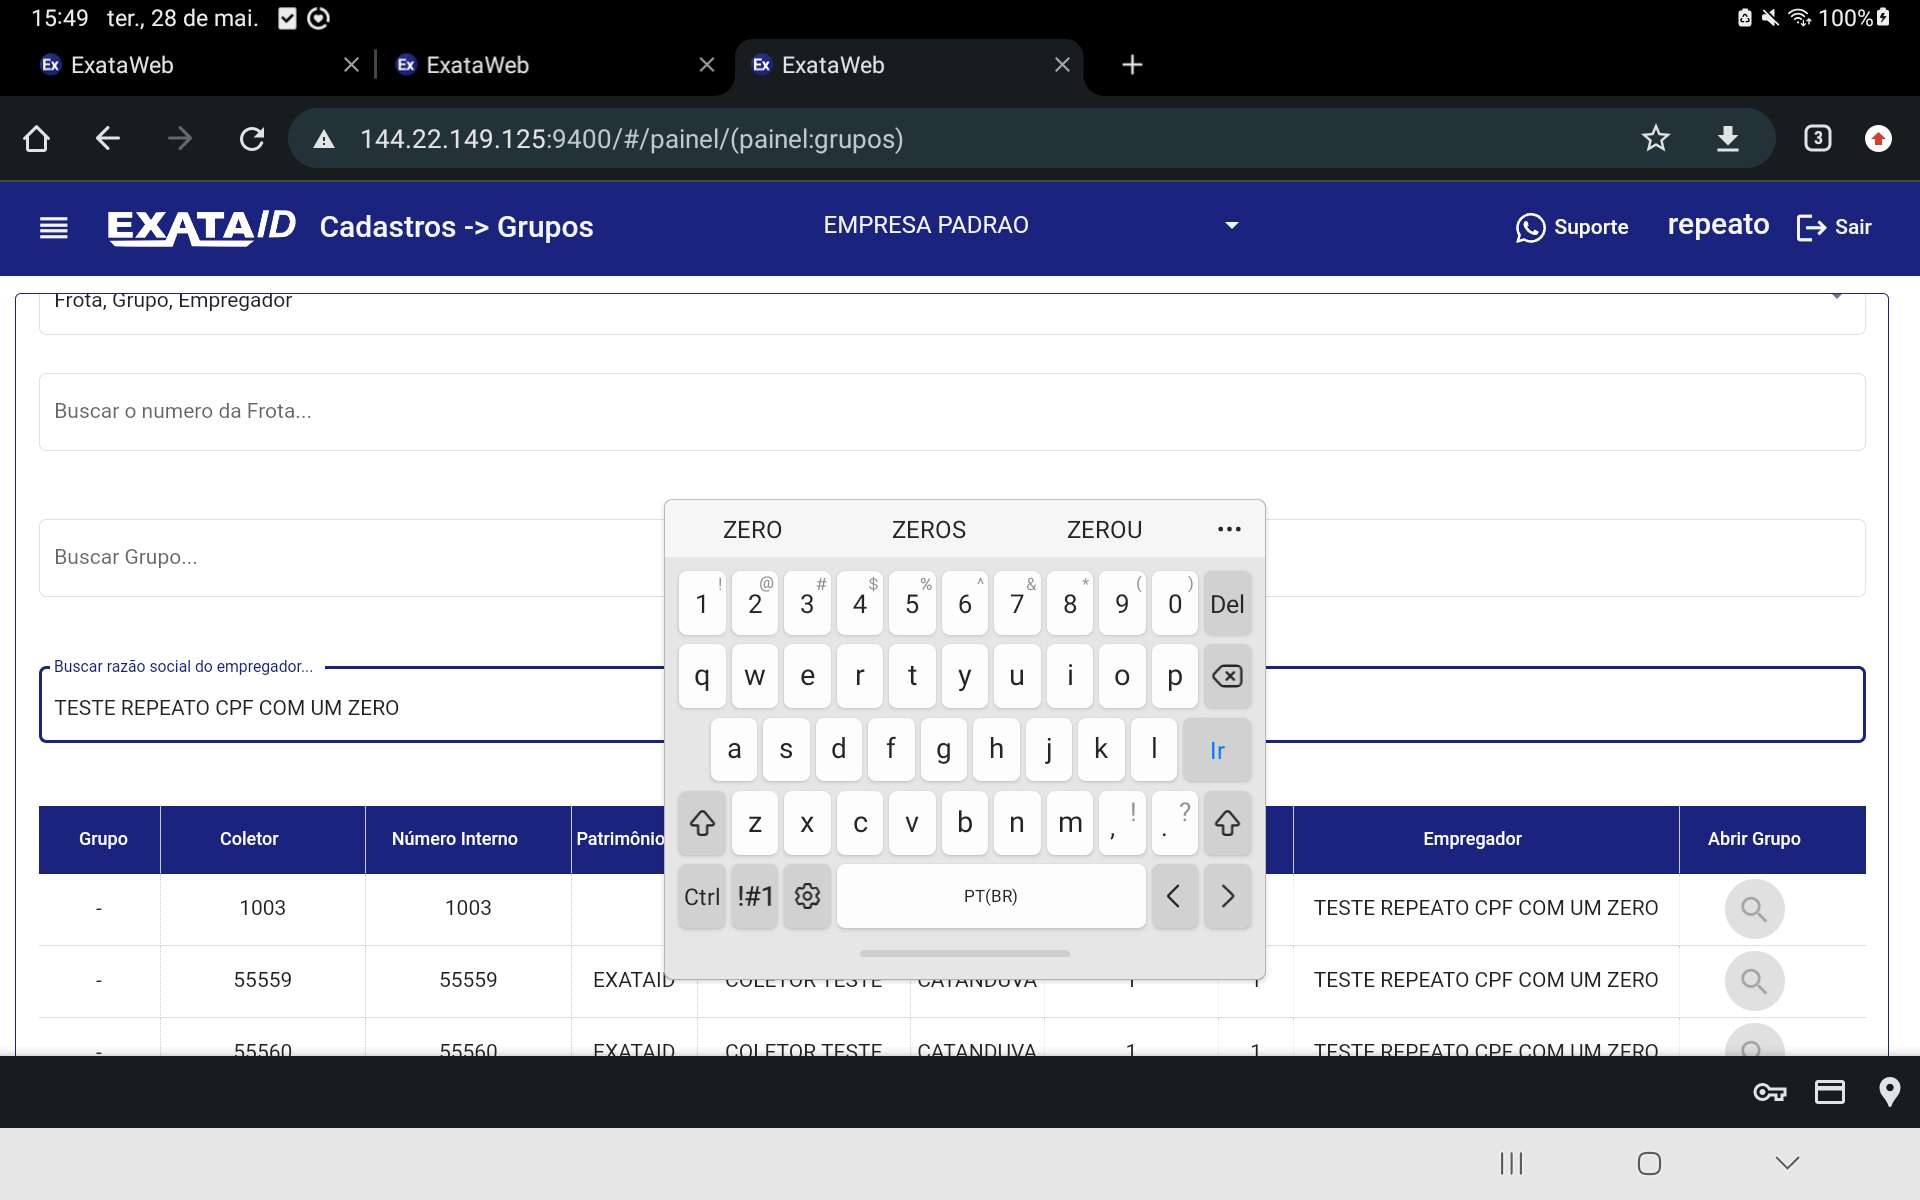 15:49 ter., 28 de mai. 100%
Ex ExataWeb Ex ExataWeb Ex ExataWeb
144.22.149.125:9400/#/painel/(painel:grupos) 3
EXATAID Cadastros -> Grupos EMPRESA PADRAO Suporte repeato Sair
Frota, Grupo, Empregador
Buscar o numero da Frota...
Buscar Grupo...
Buscar razão social do empregador...
TESTE REPEATO CPF COM UM ZERO
ZERO ZEROS ZEROU
! @ # $ % ^ & * ( )
1 2 3 4 5 6 7 8 9 0 Del
q w e r t y u i o p
a s d f g h j k l Ir
z x c v b n m , ! . ?
Ctrl !#1 PT(BR) < >
Grupo Coletor Número Interno Patrimônio Empregador Abrir Grupo
- 1003 1003 TESTE REPEATO CPF COM UM ZERO
- 55559 55559 EXATAID COLETOR TESTE CATANDUVA 1 1 TESTE REPEATO CPF COM UM ZERO
- 55560 55560 EXATAID COLETOR TESTE CATANDUVA 1 1 TESTE REPEATO CPF COM UM ZERO